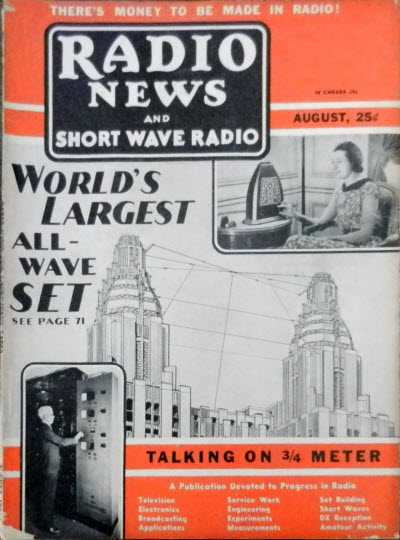 THERE'S MONEY TO BE MADE IN RADIO!
RADIO
NEWS
AND
SHORT WAVE RADIO
IN CANADA 30c
AUGUST, 25¢
WORLD'S
LARGEST
ALL-
WAVE
SET
SEE PAGE 71
TALKING ON 3/4 METER
A Publication Devoted to Progress in Radio
Television Service Work Set Building
Electronics Engineering Short Waves
Broadcasting Experiments DX Reception
Applications Measurements Amateur Activity